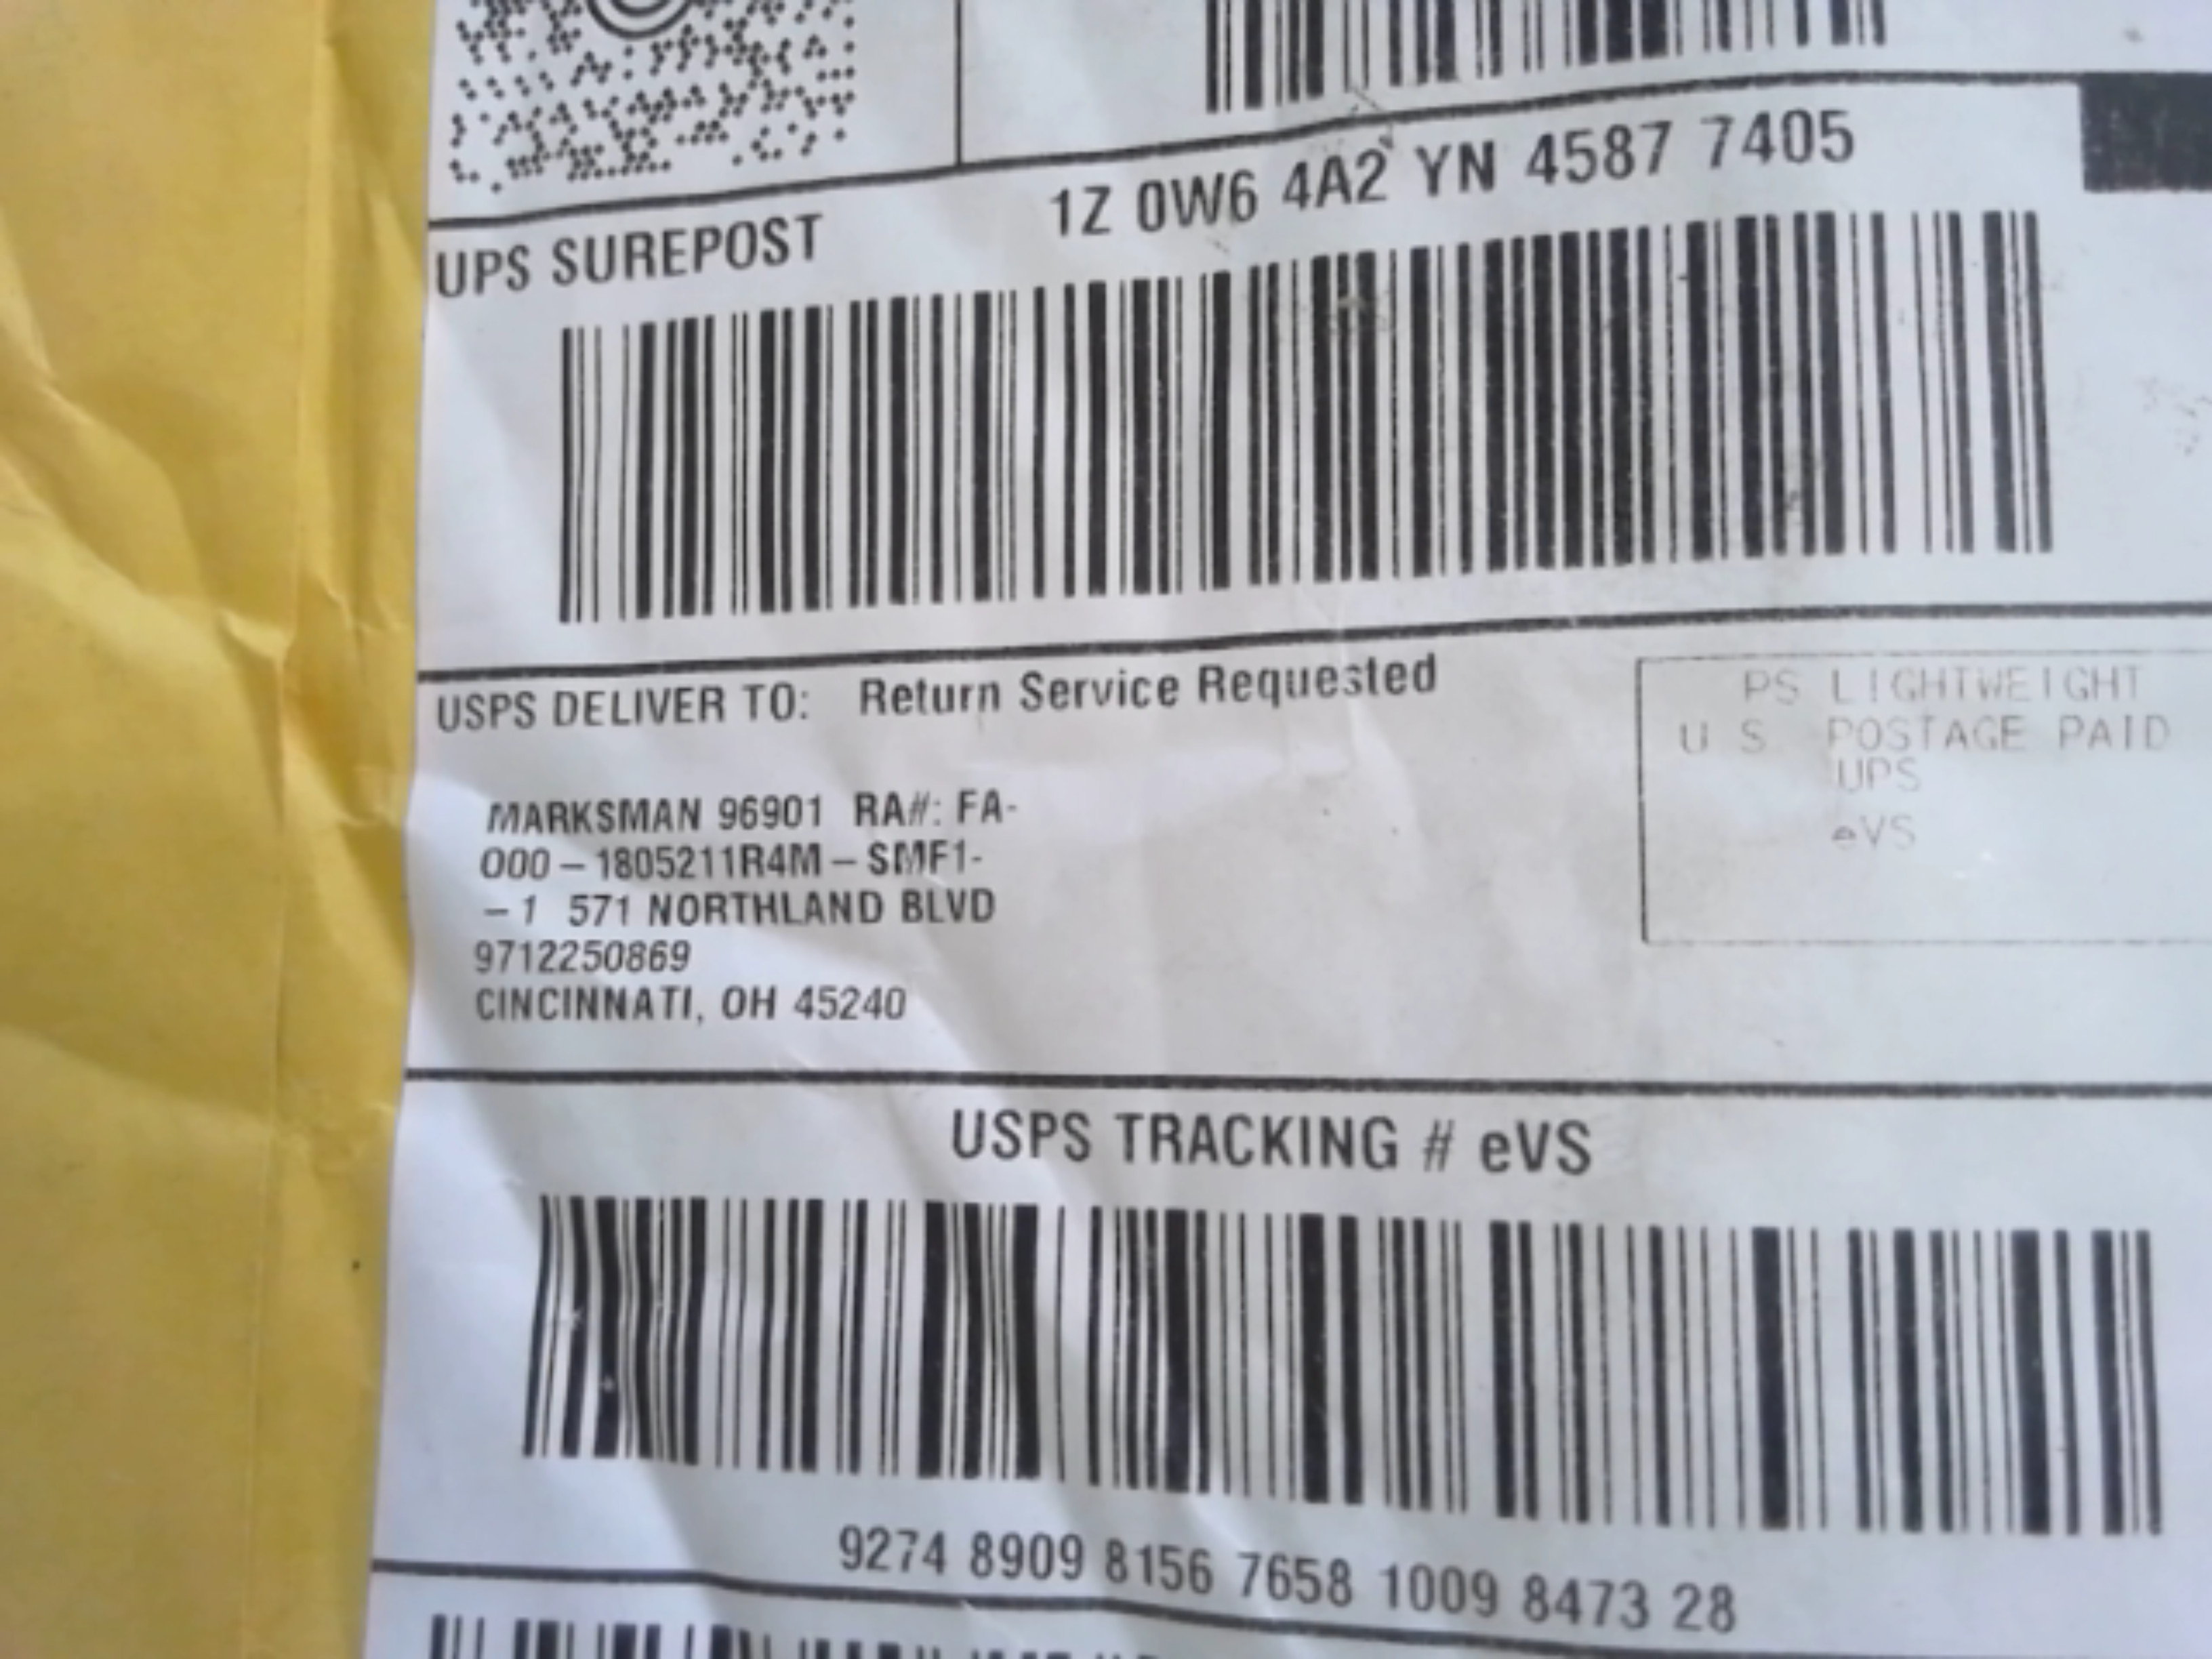 1Z 0W6 4A2 YN 4587 7405
UPS SUREPOST
USPS DELIVER TO: Return Service Requested
PS LIGHTWEIGHT
U S POSTAGE PAID
UPS
eVS
MARKSMAN 96901 RA#: FA-
000 – 1805211R4M – SMF1-
– 1 571 NORTHLAND BLVD
9712250869
CINCINNATI, OH 45240
USPS TRACKING # eVS
9274 8909 8156 7658 1009 8473 28